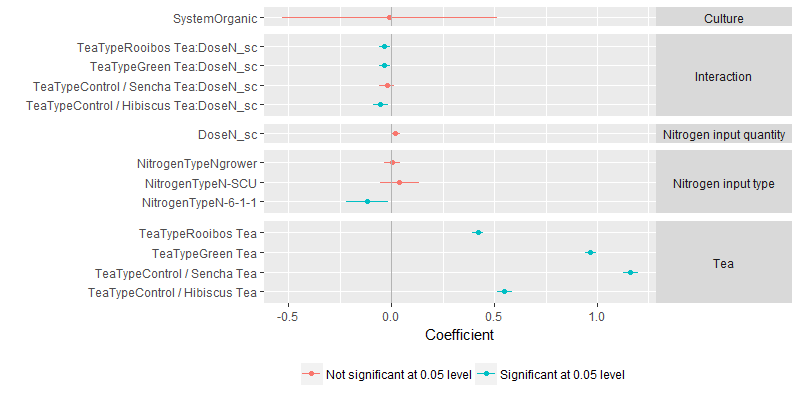 SystemOrganic
Culture
TeaTypeRooibos Tea:DoseN_sc
TeaTypeGreen Tea:DoseN_sc
TeaTypeControl / Sencha Tea:DoseN_sc
TeaTypeControl / Hibiscus Tea:DoseN_sc
Interaction
DoseN_sc
Nitrogen input quantity
NitrogenTypeNgrower
NitrogenTypeN-SCU
NitrogenTypeN-6-1-1
Nitrogen input type
TeaTypeRooibos Tea
TeaTypeGreen Tea
TeaTypeControl / Sencha Tea
TeaTypeControl / Hibiscus Tea
Tea
-0.5 0.0 0.5 1.0
Coefficient
Not significant at 0.05 level Significant at 0.05 level